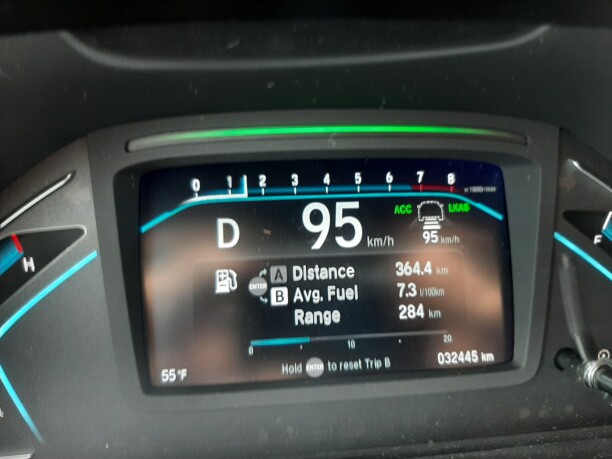 0 1 2 3 4 5 6 7 8 x 1000r/min
D 95 km/h ACC LKAS
95 km/h
H
F
A Distance 364.4 km
ENTER
B Avg. Fuel 7.3 l/100km
Range 284 km
0 10 20
Hold ENTER to reset Trip B
55°F 032445 km